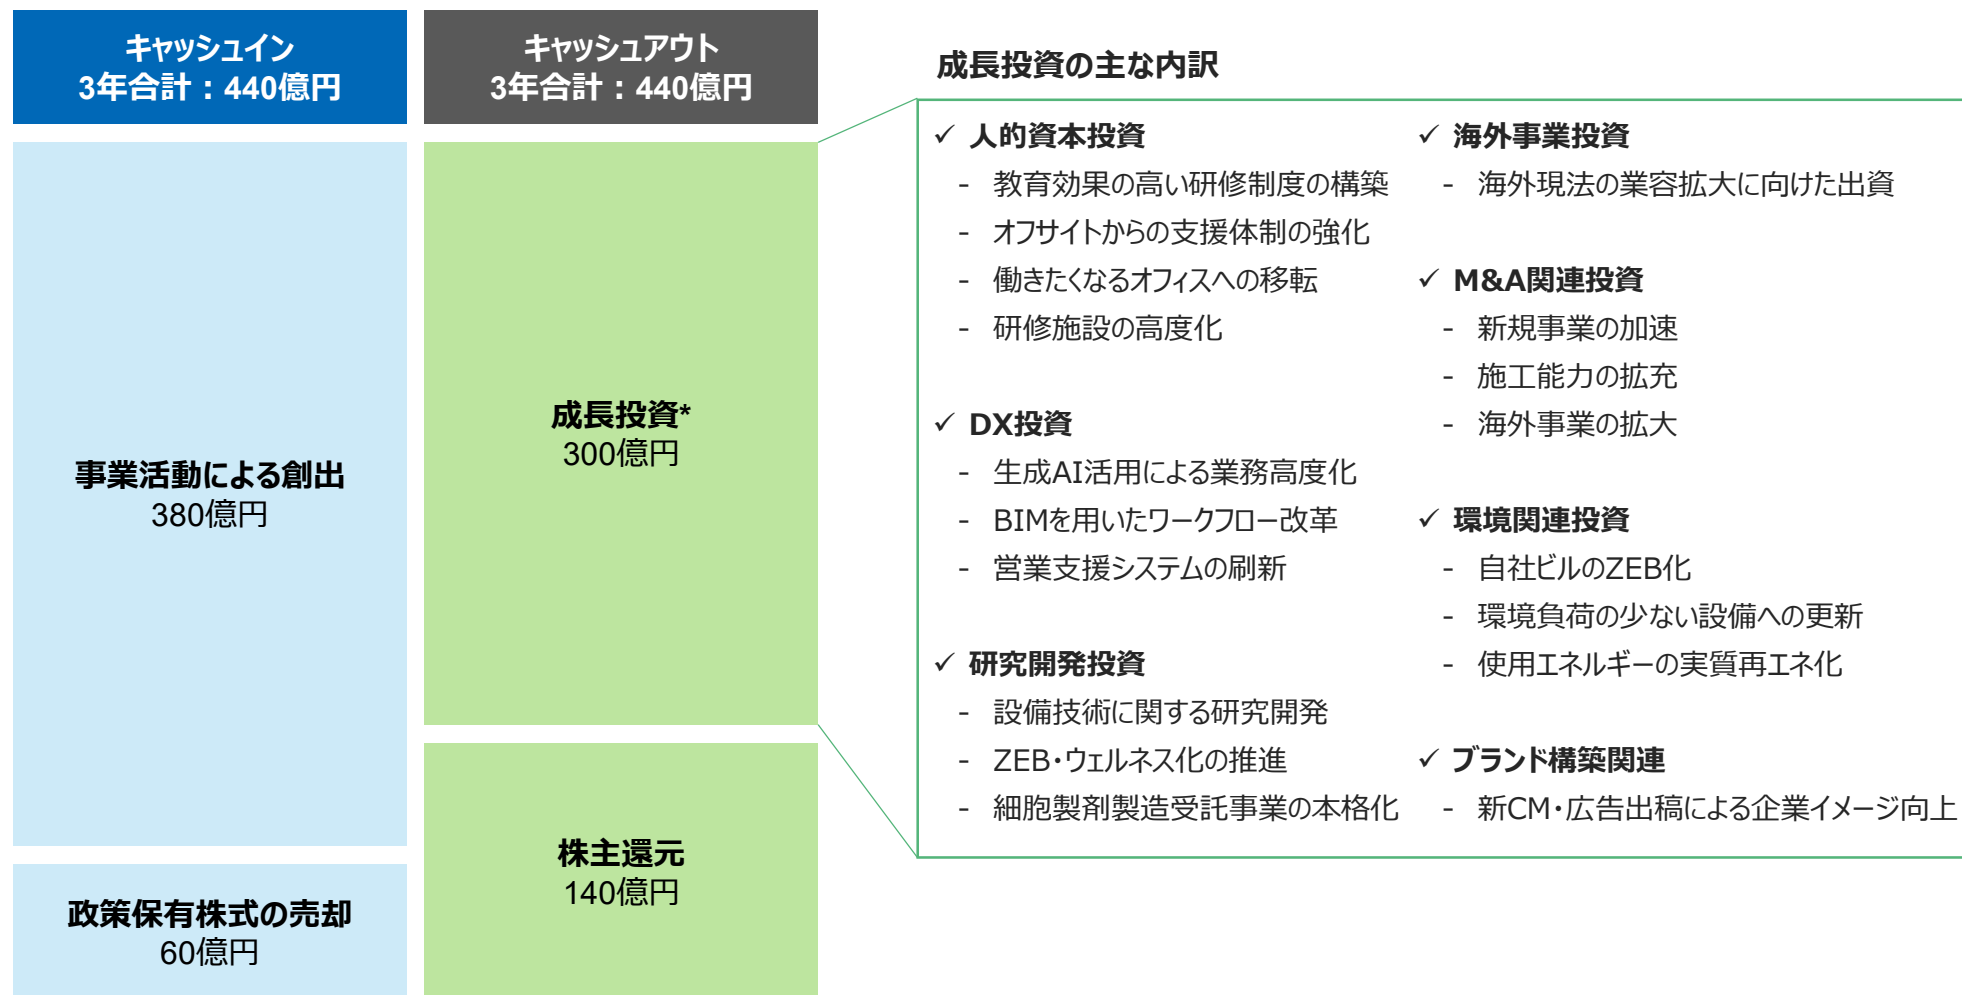 キャッシュイン
3年合計：440億円
事業活動による創出
380億円
政策保有株式の売却
60億円
キャッシュアウト
3年合計：440億円
成長投資*
300億円
株主還元
140億円
成長投資の主な内訳
✓ 人的資本投資
- 教育効果の高い研修制度の構築
- オフサイトからの支援体制の強化
- 働きたくなるオフィスへの移転
- 研修施設の高度化
✓ DX投資
- 生成AI活用による業務高度化
- BIMを用いたワークフロー改革
- 営業支援システムの刷新
✓ 研究開発投資
- 設備技術に関する研究開発
- ZEB・ウェルネス化の推進
- 細胞製剤製造受託事業の本格化
✓ 海外事業投資
- 海外現法の業容拡大に向けた出資
✓ M&A関連投資
- 新規事業の加速
- 施工能力の拡充
- 海外事業の拡大
✓ 環境関連投資
- 自社ビルのZEB化
- 環境負荷の少ない設備への更新
- 使用エネルギーの実質再エネ化
✓ ブランド構築関連
- 新CM・広告出稿による企業イメージ向上